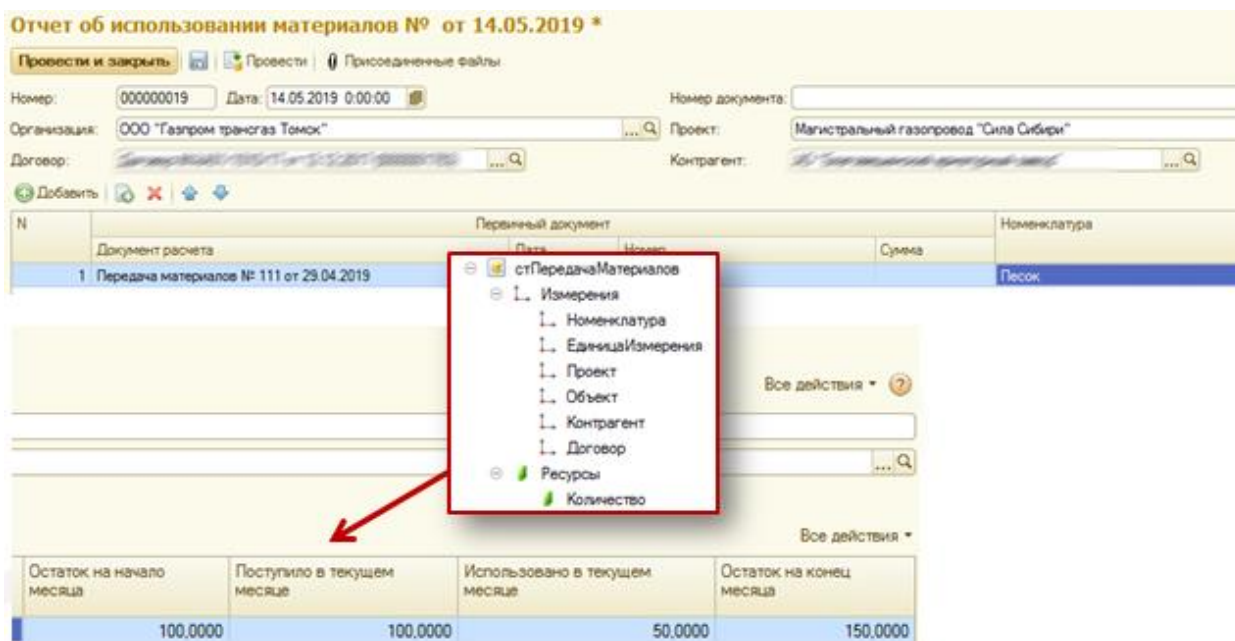 Отчет об использовании материалов № от 14.05.2019 *
Провести и закрыть Провести Присоединенные файлы
Номер: 000000019 Дата: 14.05.2019 0:00:00 Номер документа:
Организация: ООО "Газпром трансгаз Томск" ... Проект: Магистральный газопровод "Сила Сибири"
Договор: ... Контрагент: ...
Добавить
N Первичный документ Номенклатура
Документ расчета Дата Номер Сумма
1 Передача материалов № 111 от 29.04.2019 Песок
стПередачаМатериалов
Измерения
Номенклатура
ЕдиницаИзмерения
Проект
Объект
Контрагент
Договор
Ресурсы
Количество
Все действия ?
...
Все действия
Остаток на начало месяца Поступило в текущем месяце Использовано в текущем месяце Остаток на конец месяца
100,0000 100,0000 50,0000 150,0000